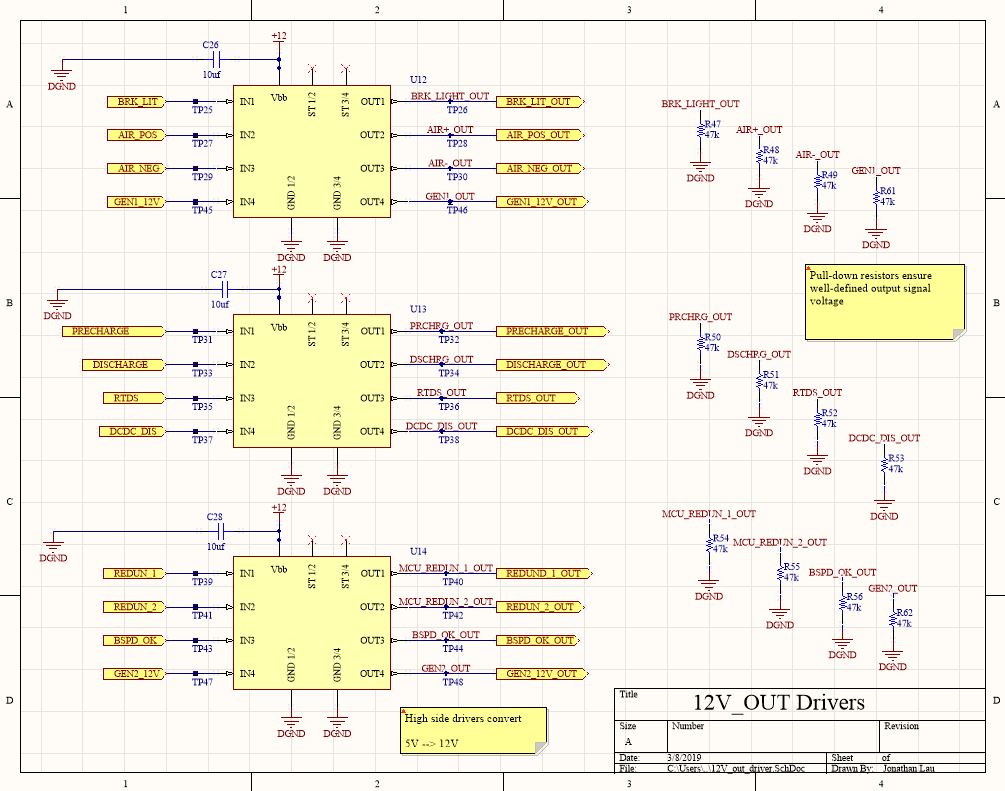 1 2 3 4
A A
B B
C C
D D
1 2 3 4
+12
C26
10uf
DGND
U12
Vbb
ST 1/2
ST 3/4
BRK_LIT TP25 IN1 OUT1 BRK_LIGHT_OUT TP26 BRK_LIT_OUT
AIR_POS TP27 IN2 OUT2 AIR+_OUT TP28 AIR_POS_OUT
AIR_NEG TP29 IN3 OUT3 AIR-_OUT TP30 AIR_NEG_OUT
GEN1_12V TP45 IN4 OUT4 GEN1_OUT TP46 GEN1_12V_OUT
GND 1/2
GND 3/4
DGND DGND
+12
C27
10uf
DGND
U13
Vbb
ST 1/2
ST 3/4
PRECHARGE TP31 IN1 OUT1 PRCHRG_OUT TP32 PRECHARGE_OUT
DISCHARGE TP33 IN2 OUT2 DSCHRG_OUT TP34 DISCHARGE_OUT
RTDS TP35 IN3 OUT3 RTDS_OUT TP36 RTDS_OUT
DCDC_DIS TP37 IN4 OUT4 DCDC_DIS_OUT TP38 DCDC_DIS_OUT
GND 1/2
GND 3/4
DGND DGND
+12
C28
10uf
DGND
U14
Vbb
ST 1/2
ST 3/4
REDUN_1 TP39 IN1 OUT1 MCU_REDUN_1_OUT TP40 REDUND_1_OUT
REDUN_2 TP41 IN2 OUT2 MCU_REDUN_2_OUT TP42 REDUN_2_OUT
BSPD_OK TP43 IN3 OUT3 BSPD_OK_OUT TP44 BSPD_OK_OUT
GEN2_12V TP47 IN4 OUT4 GEN2_OUT TP48 GEN2_12V_OUT
GND 1/2
GND 3/4
DGND DGND
BRK_LIGHT_OUT
R47
47k
DGND
AIR+_OUT
R48
47k
DGND
AIR-_OUT
R49
47k
DGND
GEN1_OUT
R61
47k
DGND
Pull-down resistors ensure
well-defined output signal
voltage
PRCHRG_OUT
R50
47k
DGND
DSCHRG_OUT
R51
47k
DGND
RTDS_OUT
R52
47k
DGND
DCDC_DIS_OUT
R53
47k
DGND
MCU_REDUN_1_OUT
R54
47k
DGND
MCU_REDUN_2_OUT
R55
47k
DGND
BSPD_OK_OUT
R56
47k
DGND
GEN2_OUT
R62
47k
DGND
High side drivers convert
5V --> 12V
Title
12V_OUT Drivers
Size Number Revision
A
Date: 3/8/2019 Sheet of
File: C:\Users\..\12V_out_driver.SchDoc Drawn By: Jonathan Lau